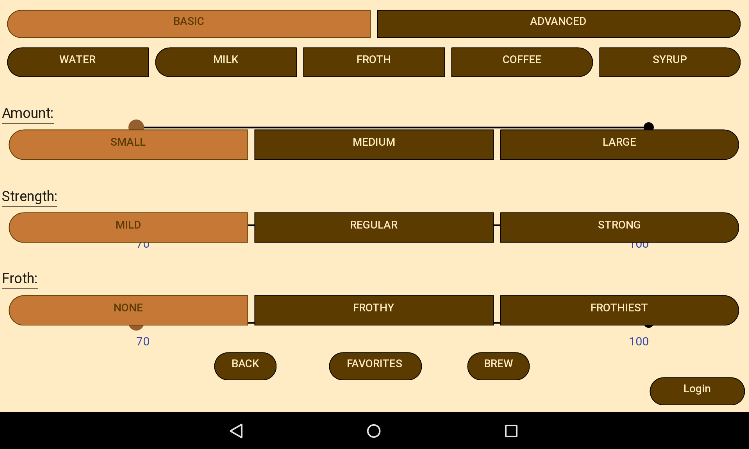 BASIC ADVANCED
WATER MILK FROTH COFFEE SYRUP
Amount:
SMALL MEDIUM LARGE
Strength:
MILD REGULAR STRONG
70 100
Froth:
NONE FROTHY FROTHIEST
70 100
BACK FAVORITES BREW
Login